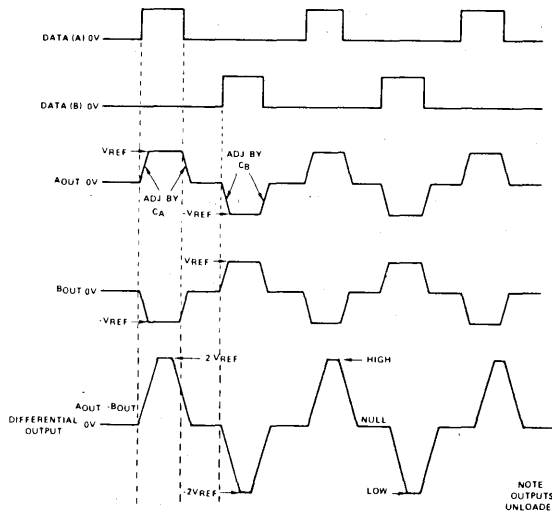 DATA (A) 0V
DATA (B) 0V
VREF
ADJ BY
CB
AOUT 0V
ADJ BY
CA
-VREF
VREF
BOUT 0V
-VREF
2 VREF
HIGH
AOUT -BOUT
DIFFERENTIAL 0V
OUTPUT
NULL
-2VREF
LOW
NOTE
OUTPUTS
UNLOADE